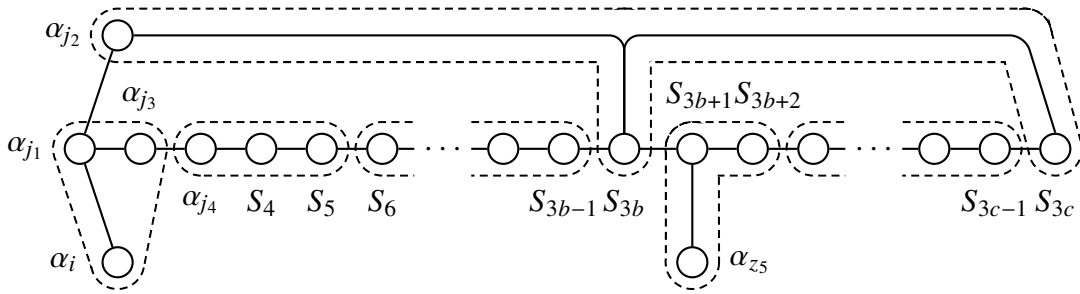 α_{j_2}
α_{j_3} S_{3b+1} S_{3b+2}
α_{j_1} · · · · · ·
α_{j_4} S_4 S_5 S_6 S_{3b−1} S_{3b} S_{3c−1} S_{3c}
α_i α_{z_5}